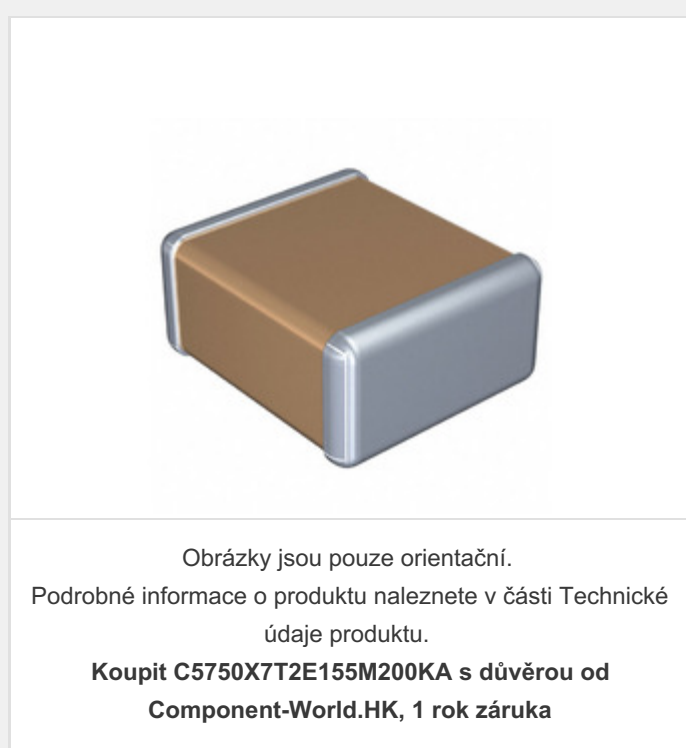 Obrázky jsou pouze orientační.
Podrobné informace o produktu naleznete v části Technické
údaje produktu.
Koupit C5750X7T2E155M200KA s důvěrou od
Component-World.HK, 1 rok záruka